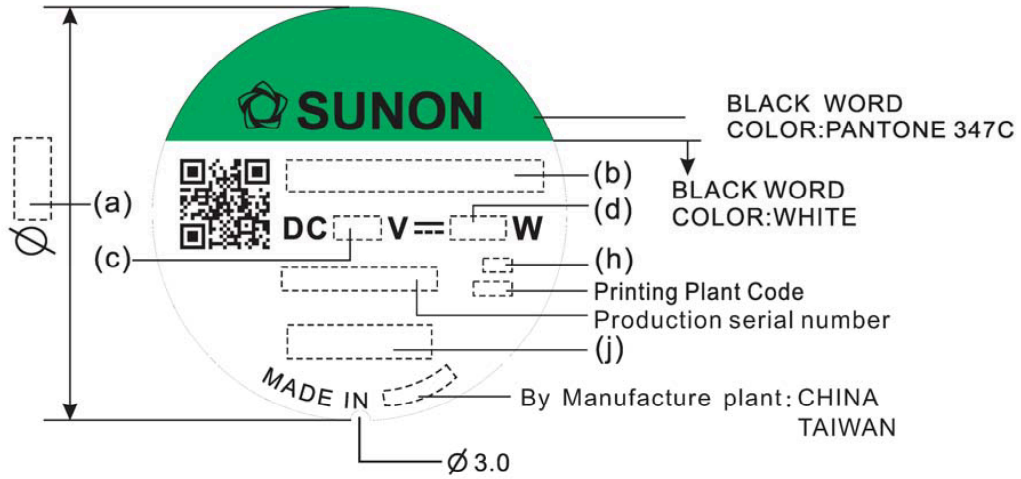 SUNON
BLACK WORD
COLOR:PANTONE 347C
BLACK WORD
COLOR:WHITE
(a)
Ø
(b)
(d)
DC V⎓ W
(c)
(h)
Printing Plant Code
Production serial number
(j)
MADE IN
By Manufacture plant: CHINA
TAIWAN
Ø 3.0